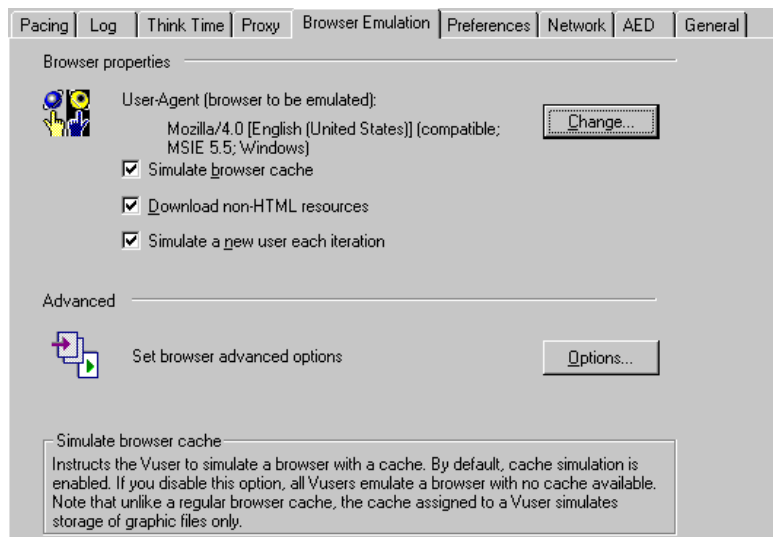 Pacing Log Think Time Proxy Browser Emulation Preferences Network AED General
Browser properties
User-Agent (browser to be emulated):
Mozilla/4.0 [English (United States)] (compatible;
MSIE 5.5; Windows)
Change...
Simulate browser cache
Download non-HTML resources
Simulate a new user each iteration
Advanced
Set browser advanced options
Options...
Simulate browser cache
Instructs the Vuser to simulate a browser with a cache. By default, cache simulation is
enabled. If you disable this option, all Vusers emulate a browser with no cache available.
Note that unlike a regular browser cache, the cache assigned to a Vuser simulates
storage of graphic files only.